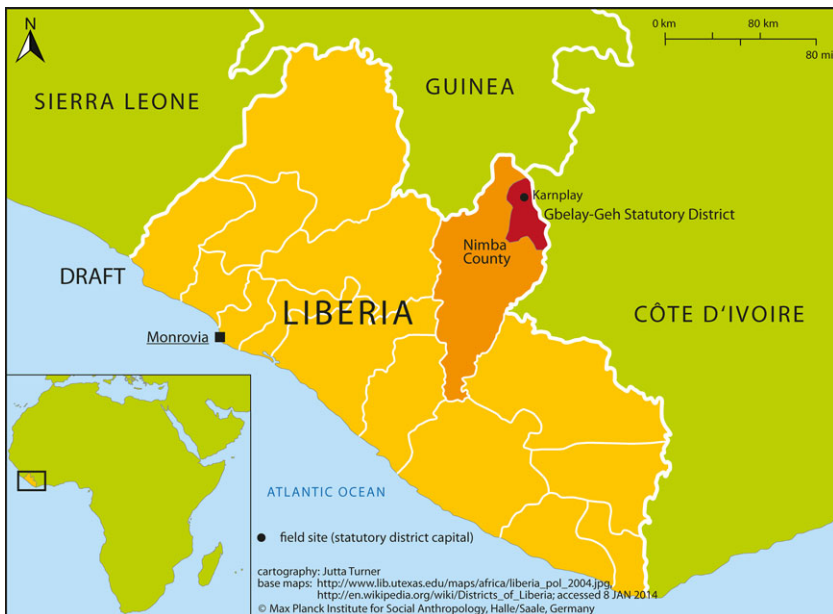 N
0 km 80 km
80 mi
SIERRA LEONE
GUINEA
Karnplay
Gbelay-Geh Statutory District
Nimba
County
DRAFT
LIBERIA
CÔTE D‘IVOIRE
Monrovia
ATLANTIC OCEAN
field site (statutory district capital)
cartography: Jutta Turner
base maps: http://www.lib.utexas.edu/maps/africa/liberia_pol_2004.jpg,
http://en.wikipedia.org/wiki/Districts_of_Liberia; accessed 8 JAN 2014
© Max Planck Institute for Social Anthropology, Halle/Saale, Germany